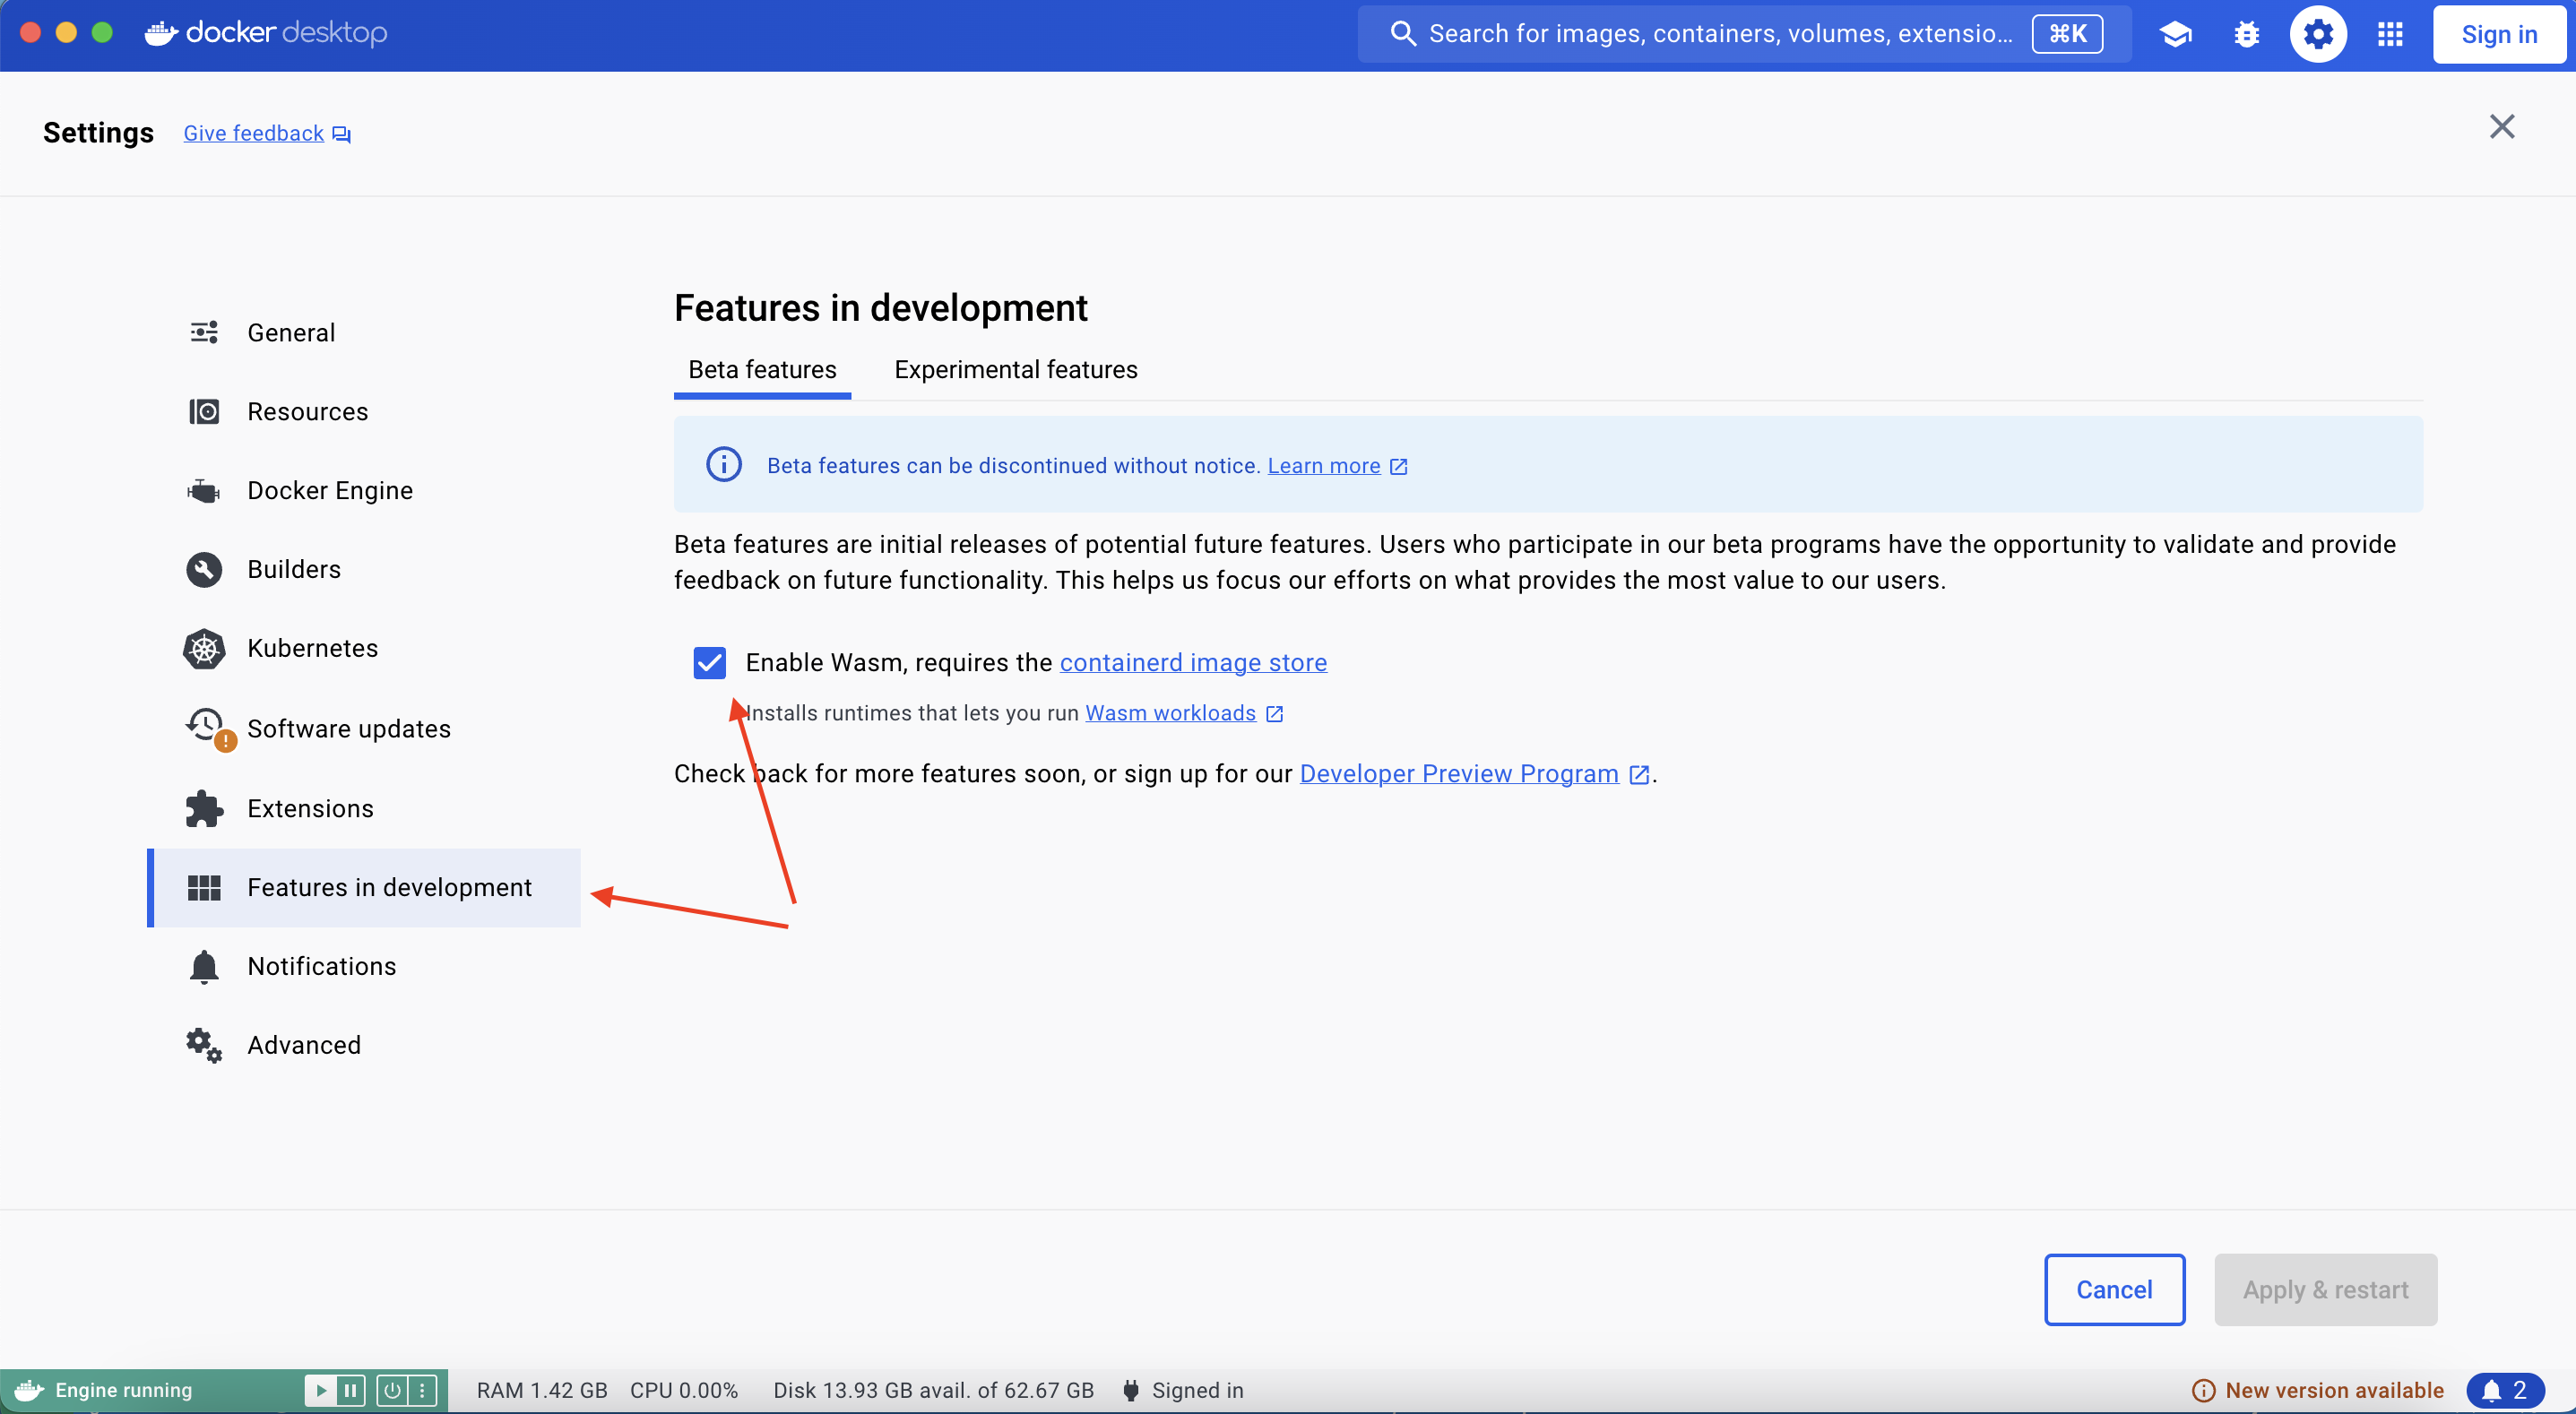 docker desktop
Search for images, containers, volumes, extensio...
⌘K
Sign in
Settings
Give feedback
General
Resources
Docker Engine
Builders
Kubernetes
Software updates
Extensions
Features in development
Notifications
Advanced
Features in development
Beta features
Experimental features
Beta features can be discontinued without notice. Learn more
Beta features are initial releases of potential future features. Users who participate in our beta programs have the opportunity to validate and provide
feedback on future functionality. This helps us focus our efforts on what provides the most value to our users.
Enable Wasm, requires the containerd image store
Installs runtimes that lets you run Wasm workloads
Check back for more features soon, or sign up for our Developer Preview Program .
Cancel
Apply & restart
Engine running
RAM 1.42 GB CPU 0.00% Disk 13.93 GB avail. of 62.67 GB Signed in
New version available
2